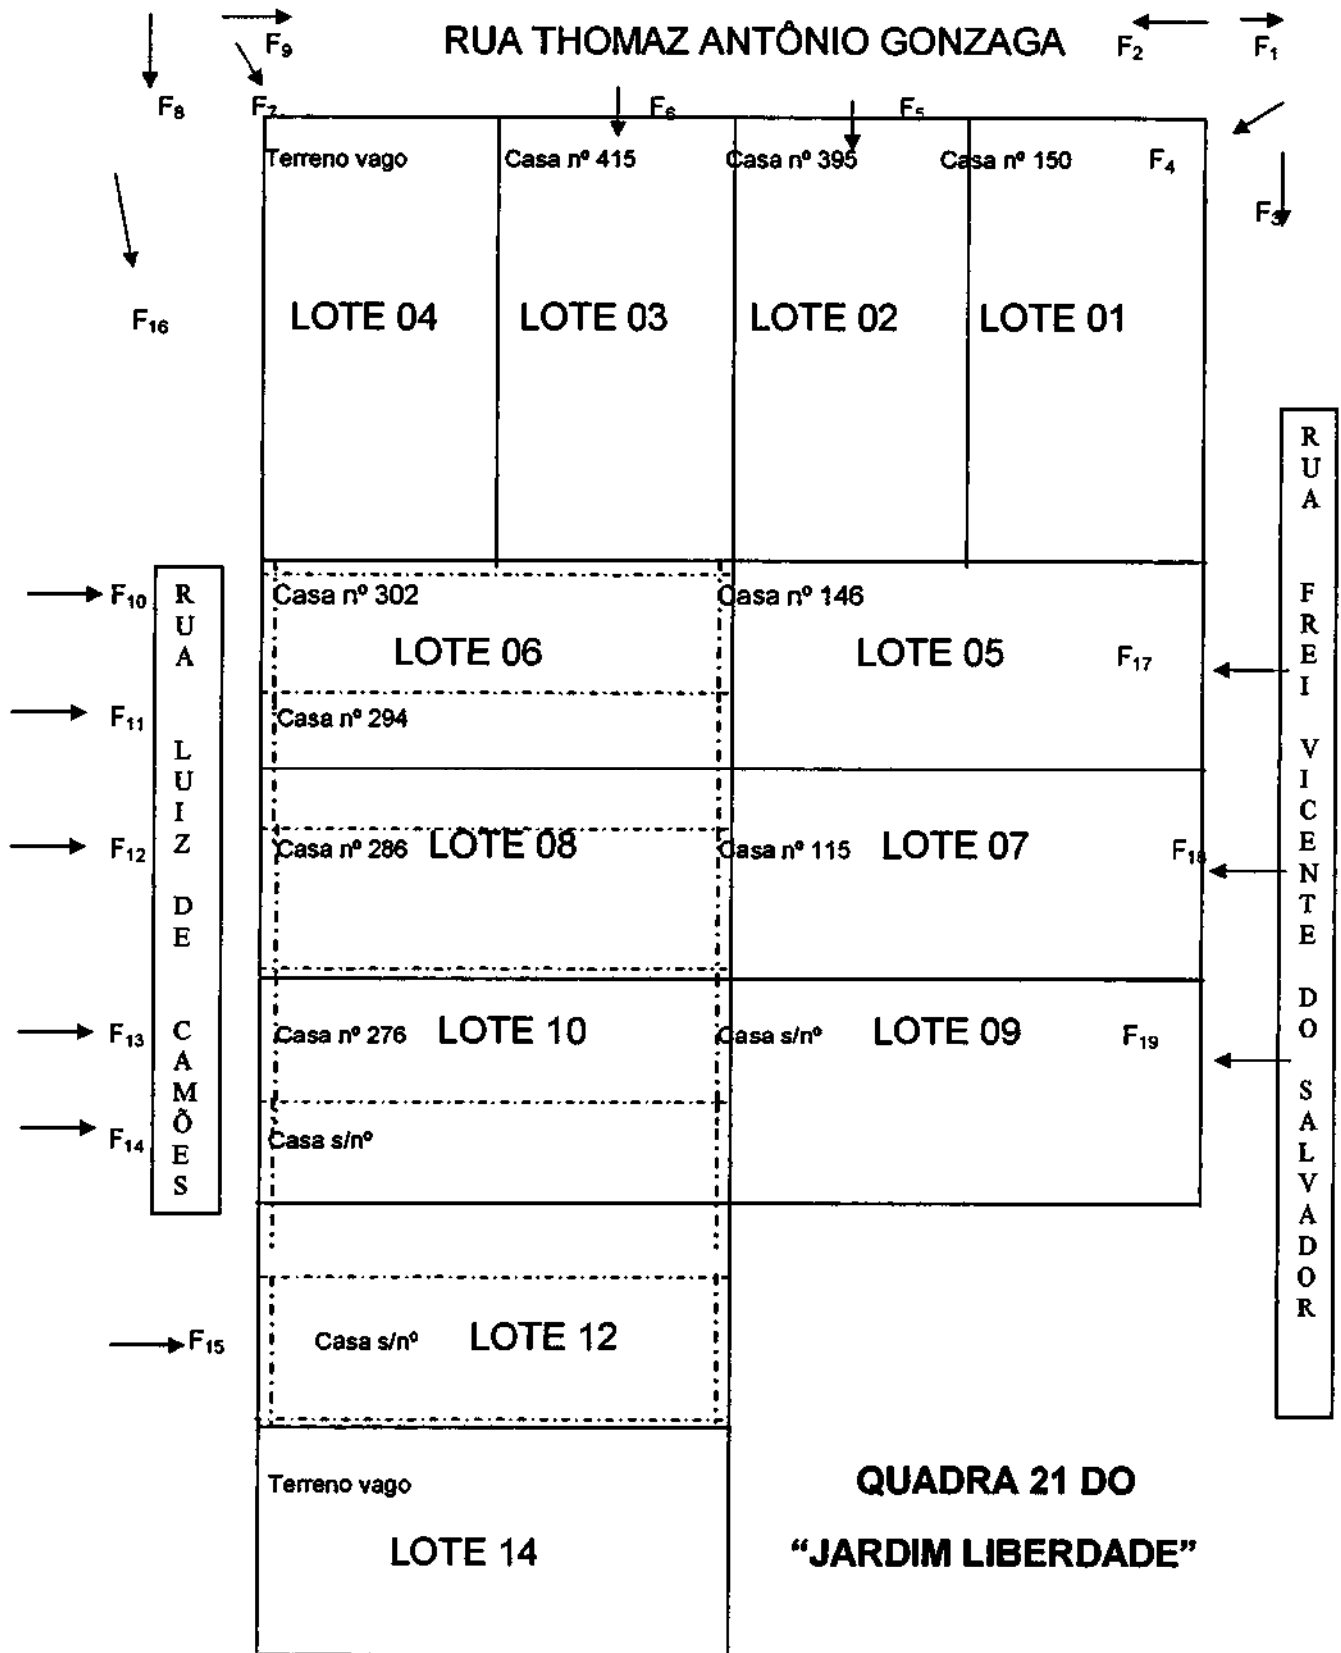 RUA THOMAZ ANTÔNIO GONZAGA
F9
F2
F1
F8
F7
F6
F5
Terreno vago
Casa nº 415
Casa nº 395
Casa nº 150
F4
F3
F16
LOTE 04
LOTE 03
LOTE 02
LOTE 01
RUA FREI VICENTE DO SALVADOR
RUA LUIZ DE CAMÕES
F10
Casa nº 302
Casa nº 146
LOTE 06
LOTE 05
F17
F11
Casa nº 294
F12
Casa nº 286
LOTE 08
Casa nº 115
LOTE 07
F18
F13
Casa nº 276
LOTE 10
Casa s/nº
LOTE 09
F19
F14
Casa s/nº
F15
Casa s/nº
LOTE 12
Terreno vago
LOTE 14
QUADRA 21 DO
“JARDIM LIBERDADE”